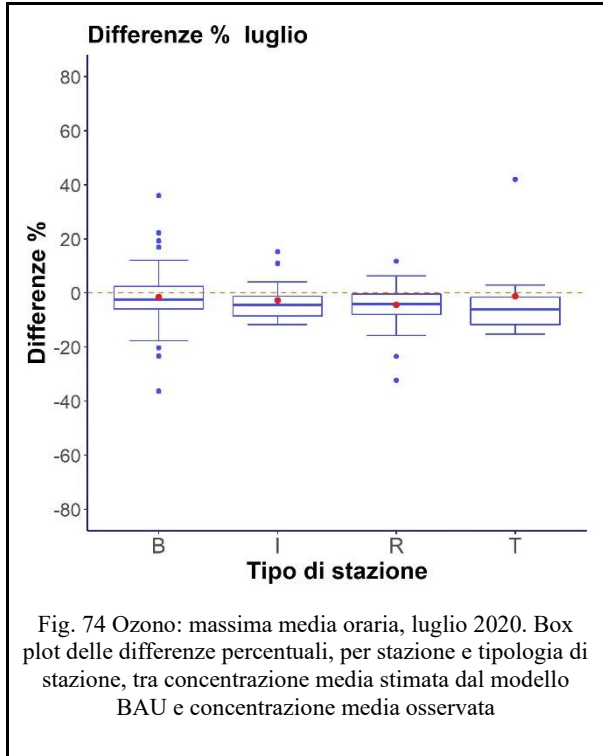 Differenze % luglio
80
60
40
20
0
-20
-40
-60
-80
Differenze %
B I R T
Tipo di stazione
Fig. 74 Ozono: massima media oraria, luglio 2020. Box
plot delle differenze percentuali, per stazione e tipologia di
stazione, tra concentrazione media stimata dal modello
BAU e concentrazione media osservata